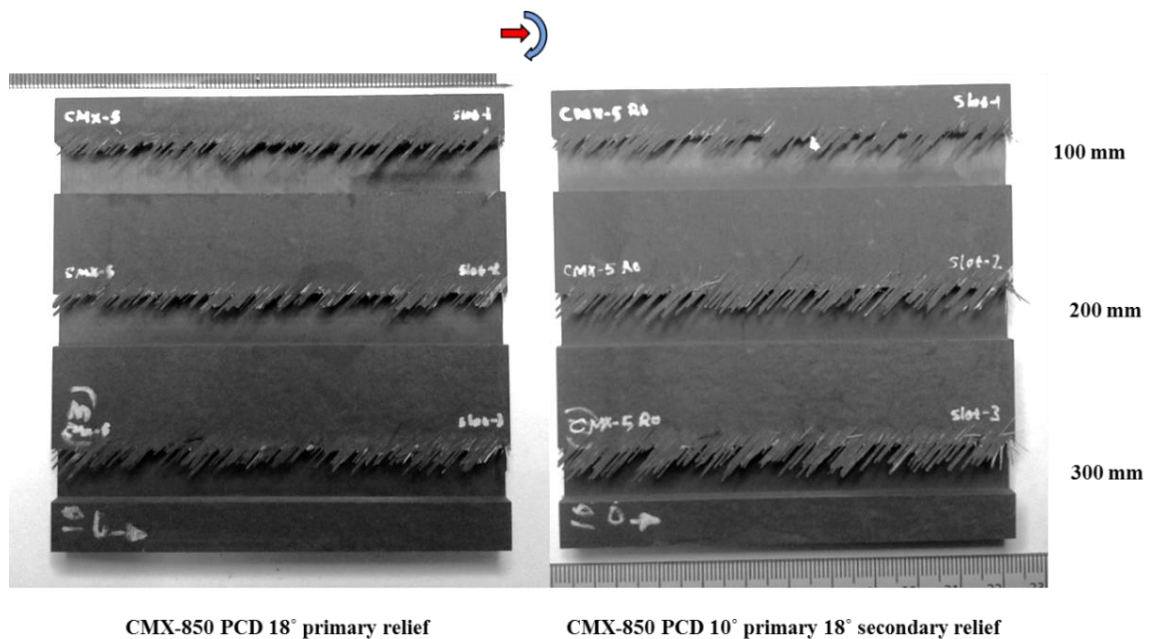 CMX-5
Slot-1
CMX-5 RO
Slot-1
100 mm
CMX-5
Slot-2
CMX-5 RO
Slot-2
200 mm
CMX-5
Slot-3
CMX-5 RO
Slot-3
300 mm
CMX-850 PCD 18˚ primary relief
CMX-850 PCD 10˚ primary 18˚ secondary relief